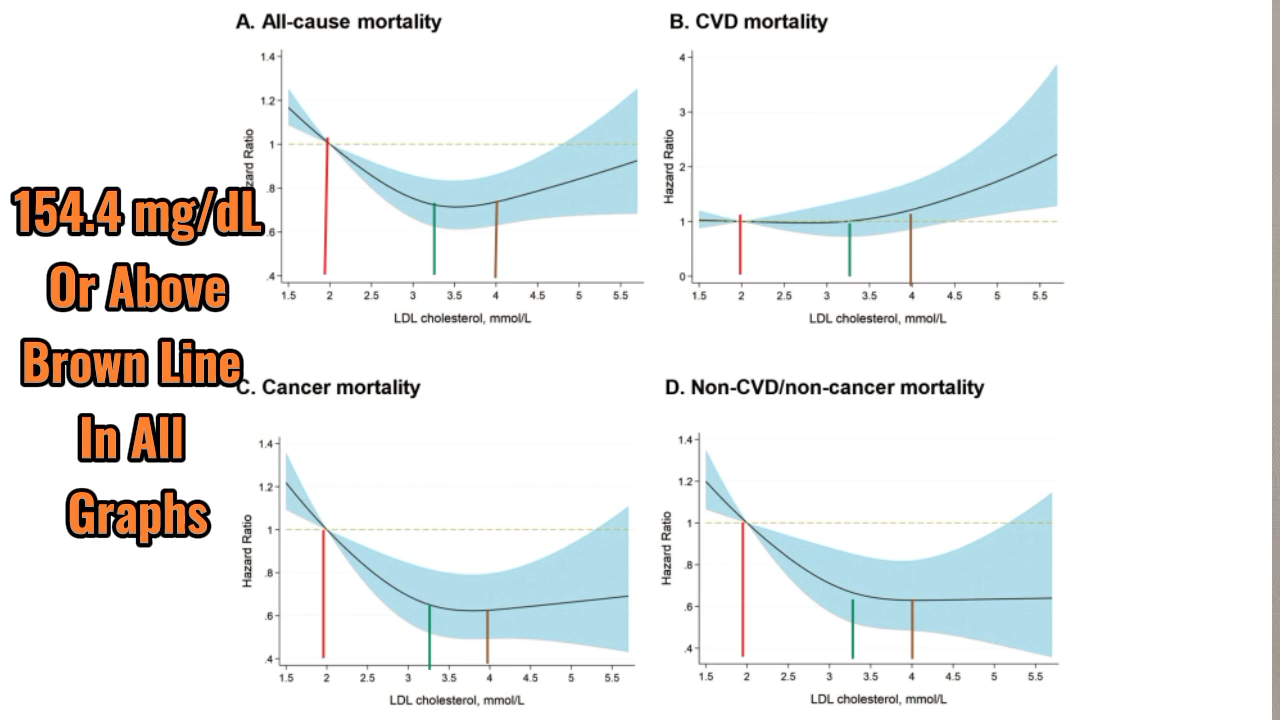 A. All-cause mortality
1.4
1.2
1
.8
.6
.4
Hazard Ratio
1.5 2 2.5 3 3.5 4 4.5 5 5.5
LDL cholesterol, mmol/L
B. CVD mortality
4
3
2
1
0
Hazard Ratio
1.5 2 2.5 3 3.5 4 4.5 5 5.5
LDL cholesterol, mmol/L
154.4 mg/dL
Or Above
Brown Line
In All
Graphs
C. Cancer mortality
1.4
1.2
1
.8
.6
.4
Hazard Ratio
1.5 2 2.5 3 3.5 4 4.5 5 5.5
LDL cholesterol, mmol/L
D. Non-CVD/non-cancer mortality
1.4
1.2
1
.8
.6
.4
Hazard Ratio
1.5 2 2.5 3 3.5 4 4.5 5 5.5
LDL cholesterol, mmol/L